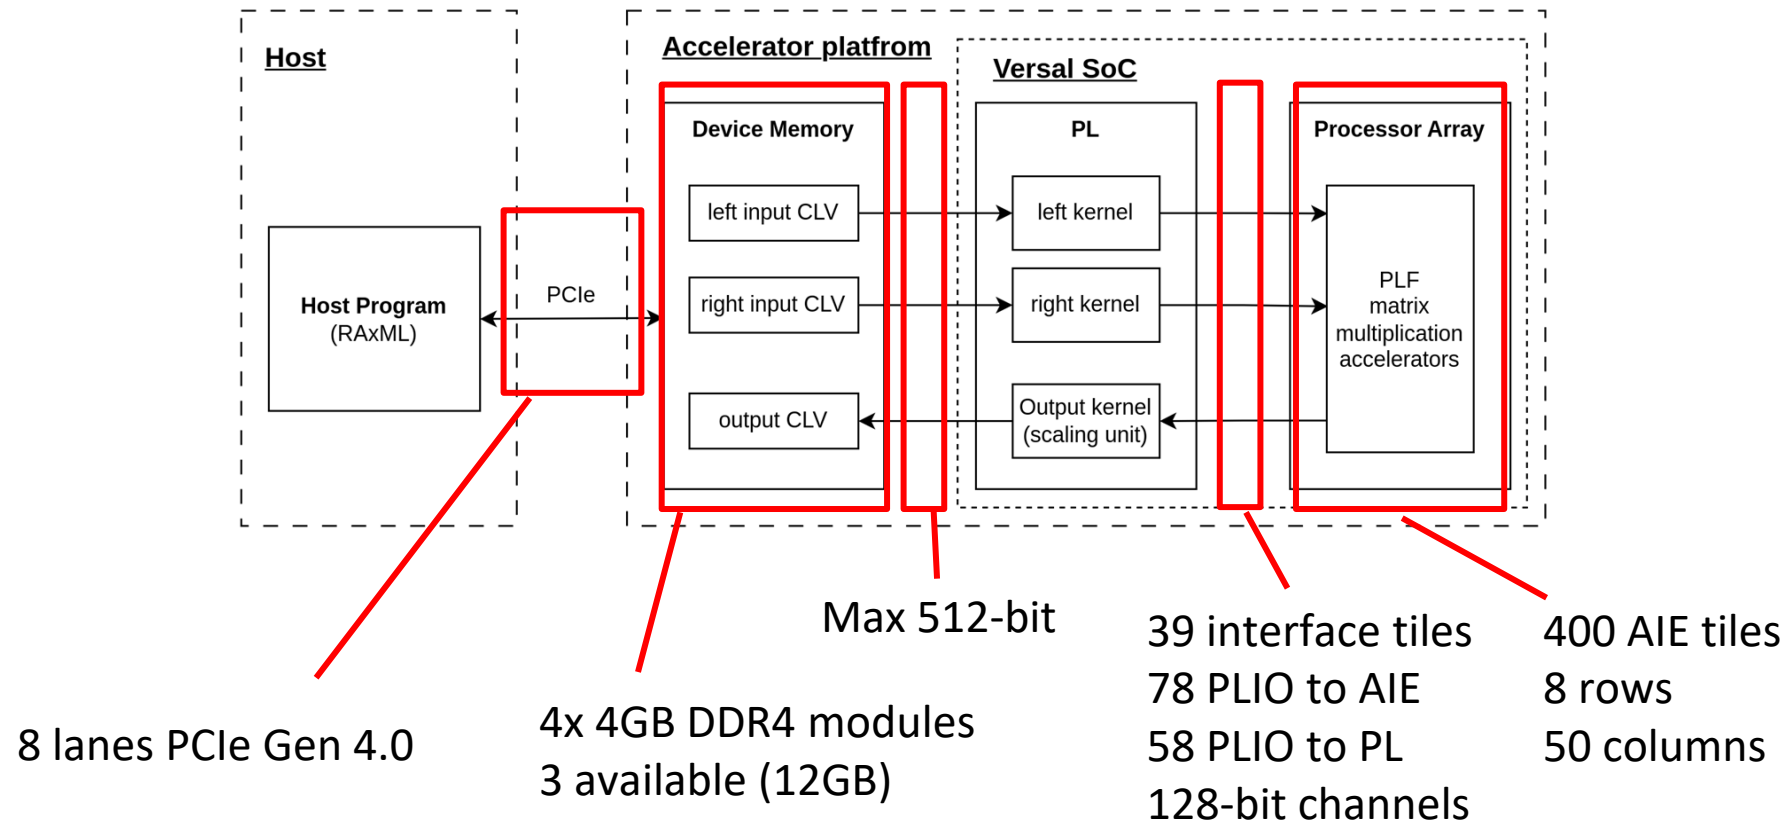 Host
Accelerator platfrom
Versal SoC
Device Memory
PL
Processor Array
left input CLV
left kernel
PCIe
right input CLV
right kernel
Host Program
(RAxML)
PLF
matrix
multiplication
accelerators
output CLV
Output kernel
(scaling unit)
Max 512-bit
39 interface tiles
78 PLIO to AIE
58 PLIO to PL
128-bit channels
400 AIE tiles
8 rows
50 columns
8 lanes PCIe Gen 4.0
4x 4GB DDR4 modules
3 available (12GB)